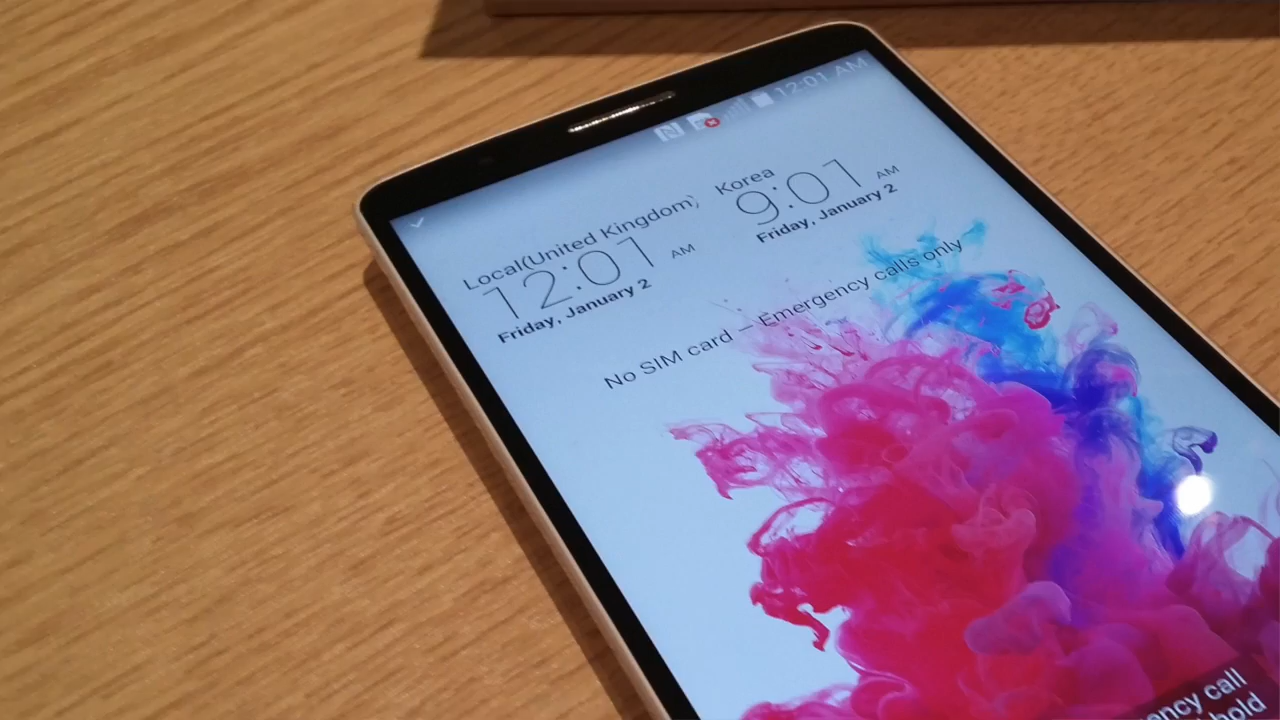 12:01 AM
Local(United Kingdom)
12:01 AM
Friday, January 2
Korea
9:01 AM
Friday, January 2
No SIM card – Emergency calls only
ency call
hold